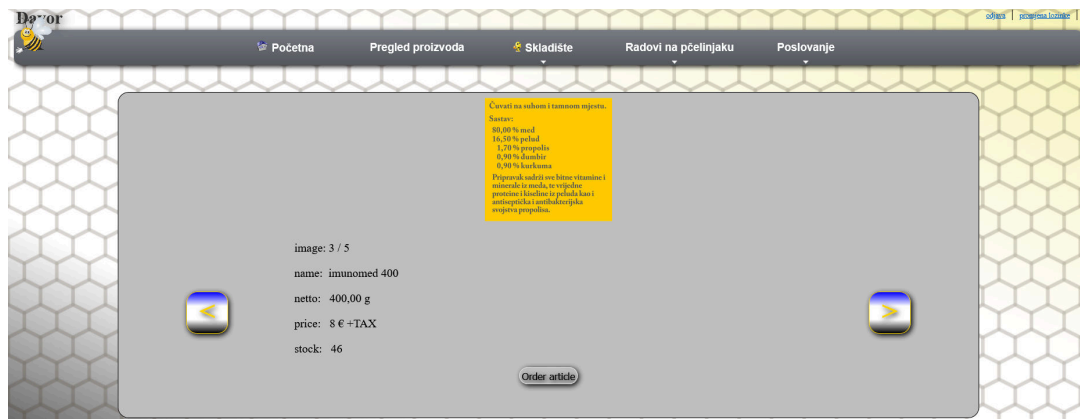 Davor
odjava | promjena lozinke |
Početna Pregled proizvoda Skladište Radovi na pčelinjaku Poslovanje
Čuvati na suhom i tamnom mjestu.
Sastav:
80,00 % med
16,50 % pelud
1,70 % propolis
0,90 % đumbir
0,90 % kurkuma
Pripravak sadrži sve bitne vitamine i
minerale iz meda, te vrijedne
proteine i kiseline iz peluda kao i
antiseptička i antibakterijska
svojstva propolisa.
image: 3 / 5
name: imunomed 400
netto: 400,00 g
< >
price: 8 € +TAX
stock: 46
Order article